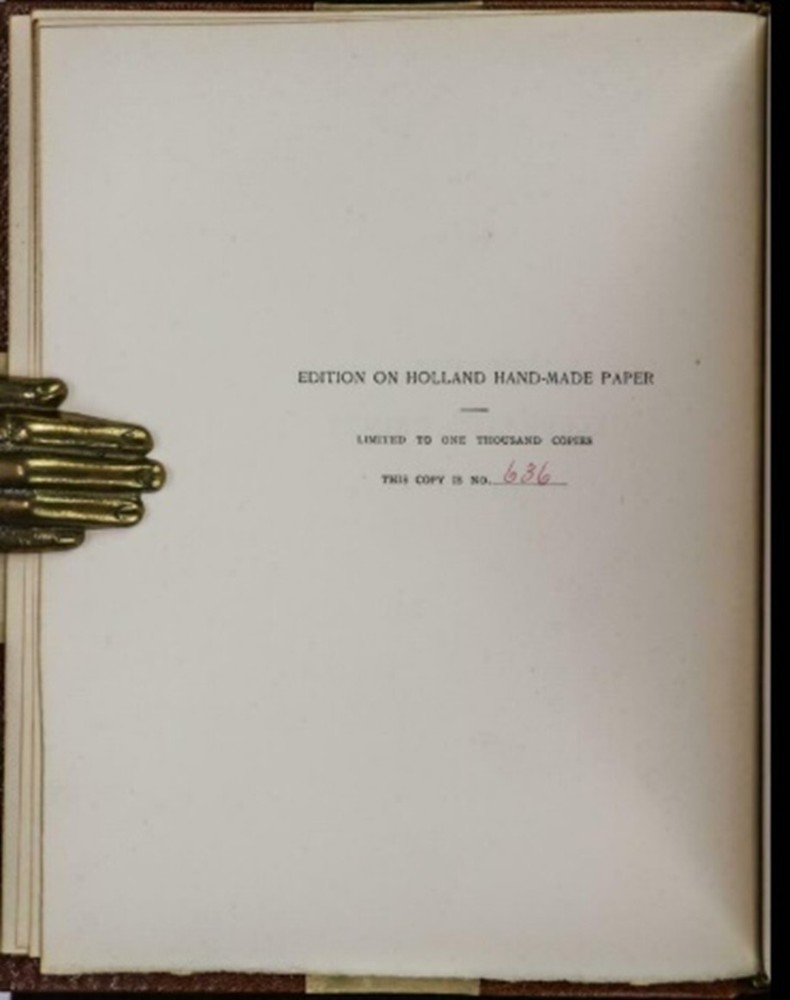 EDITION ON HOLLAND HAND-MADE PAPER
LIMITED TO ONE THOUSAND COPIES
THIS COPY IS NO. 636